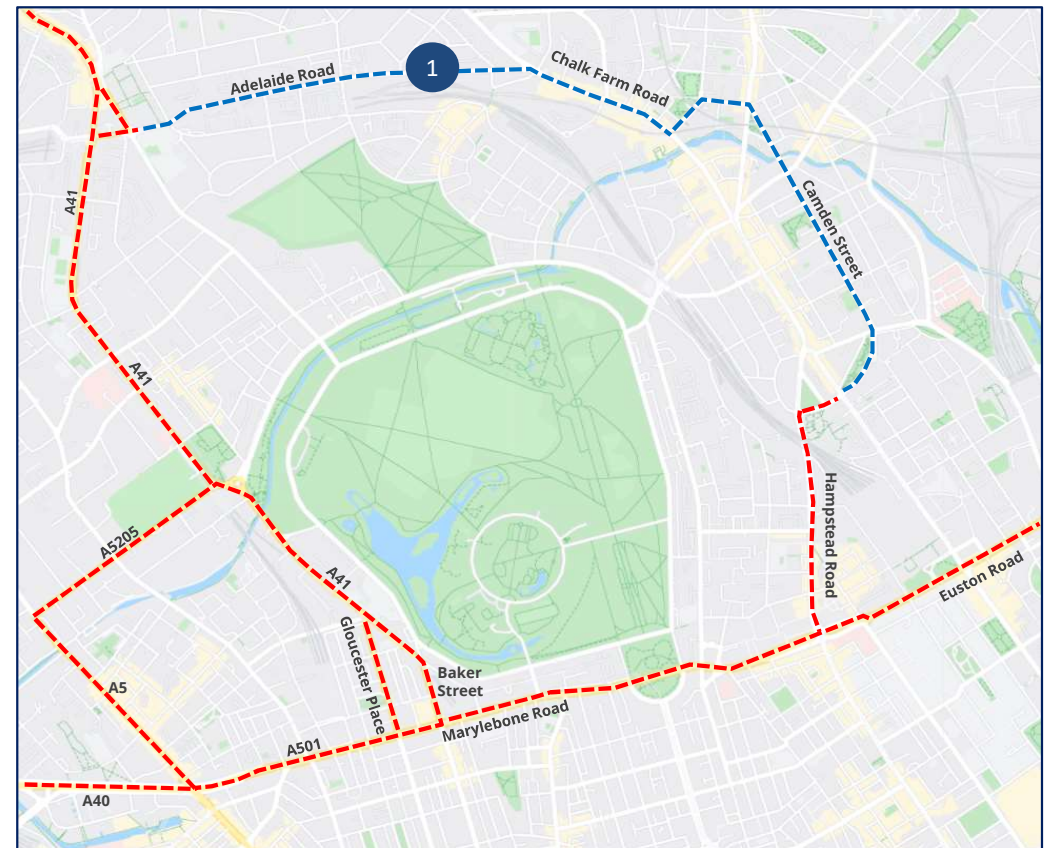 Adelaide Road
1
Chalk Farm Road
A41
Camden Street
A41
Hampstead Road
A5205
A41
Euston Road
Gloucester Place
Baker
Street
A5
Marylebone Road
A501
A40